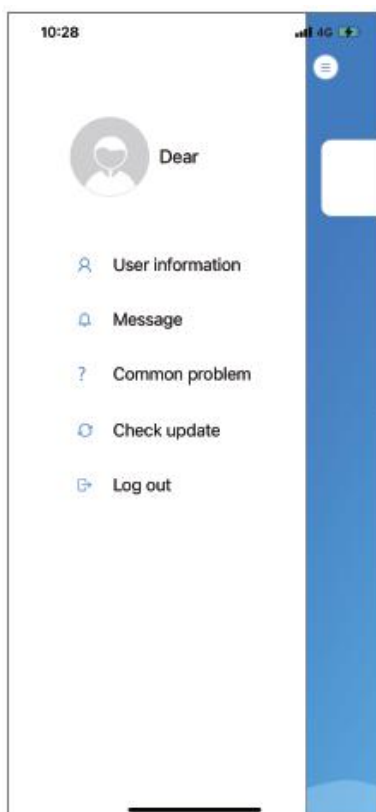 10:28
4G
Dear
User information
Message
? Common problem
Check update
Log out